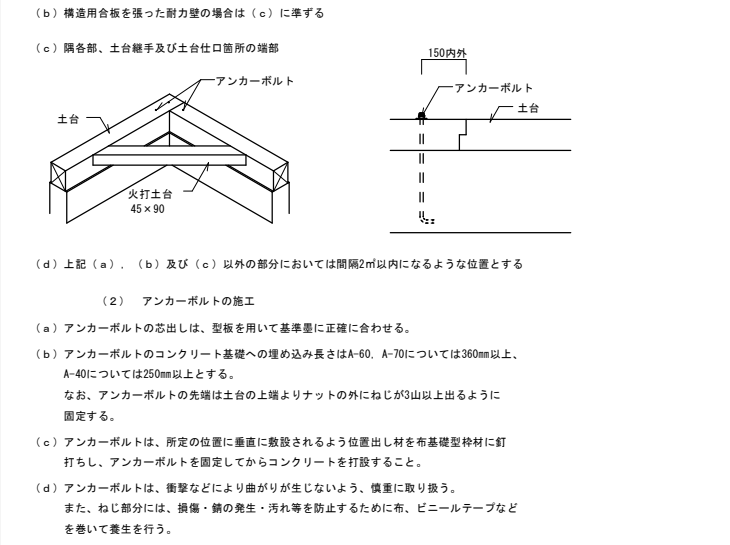 （ｂ）構造用合板を張った耐力壁の場合は（ｃ）に準ずる
（ｃ）隅各部、土台継手及び土台仕口箇所の端部
150内外
アンカーボルト
アンカーボルト
土台
土台
火打土台
45×90
（ｄ）上記（ａ）．（ｂ）及び（ｃ）以外の部分においては間隔2㎡以内になるような位置とする
（２）　アンカーボルトの施工
（ａ）アンカーボルトの芯出しは、型板を用いて基準墨に正確に合わせる。
（ｂ）アンカーボルトのコンクリート基礎への埋め込み長さはA-60．A-70については360㎜以上、
A-40については250㎜以上とする。
なお、アンカーボルトの先端は土台の上端よりナットの外にねじが3山以上出るように
固定する。
（ｃ）アンカーボルトは、所定の位置に垂直に敷設されるよう位置出し材を布基礎型枠材に釘
打ちし、アンカーボルトを固定してからコンクリートを打設すること。
（ｄ）アンカーボルトは、衝撃などにより曲がりが生じないよう、慎重に取り扱う。
また、ねじ部分には、損傷・錆の発生・汚れ等を防止するために布、ビニールテープなど
を巻いて養生を行う。